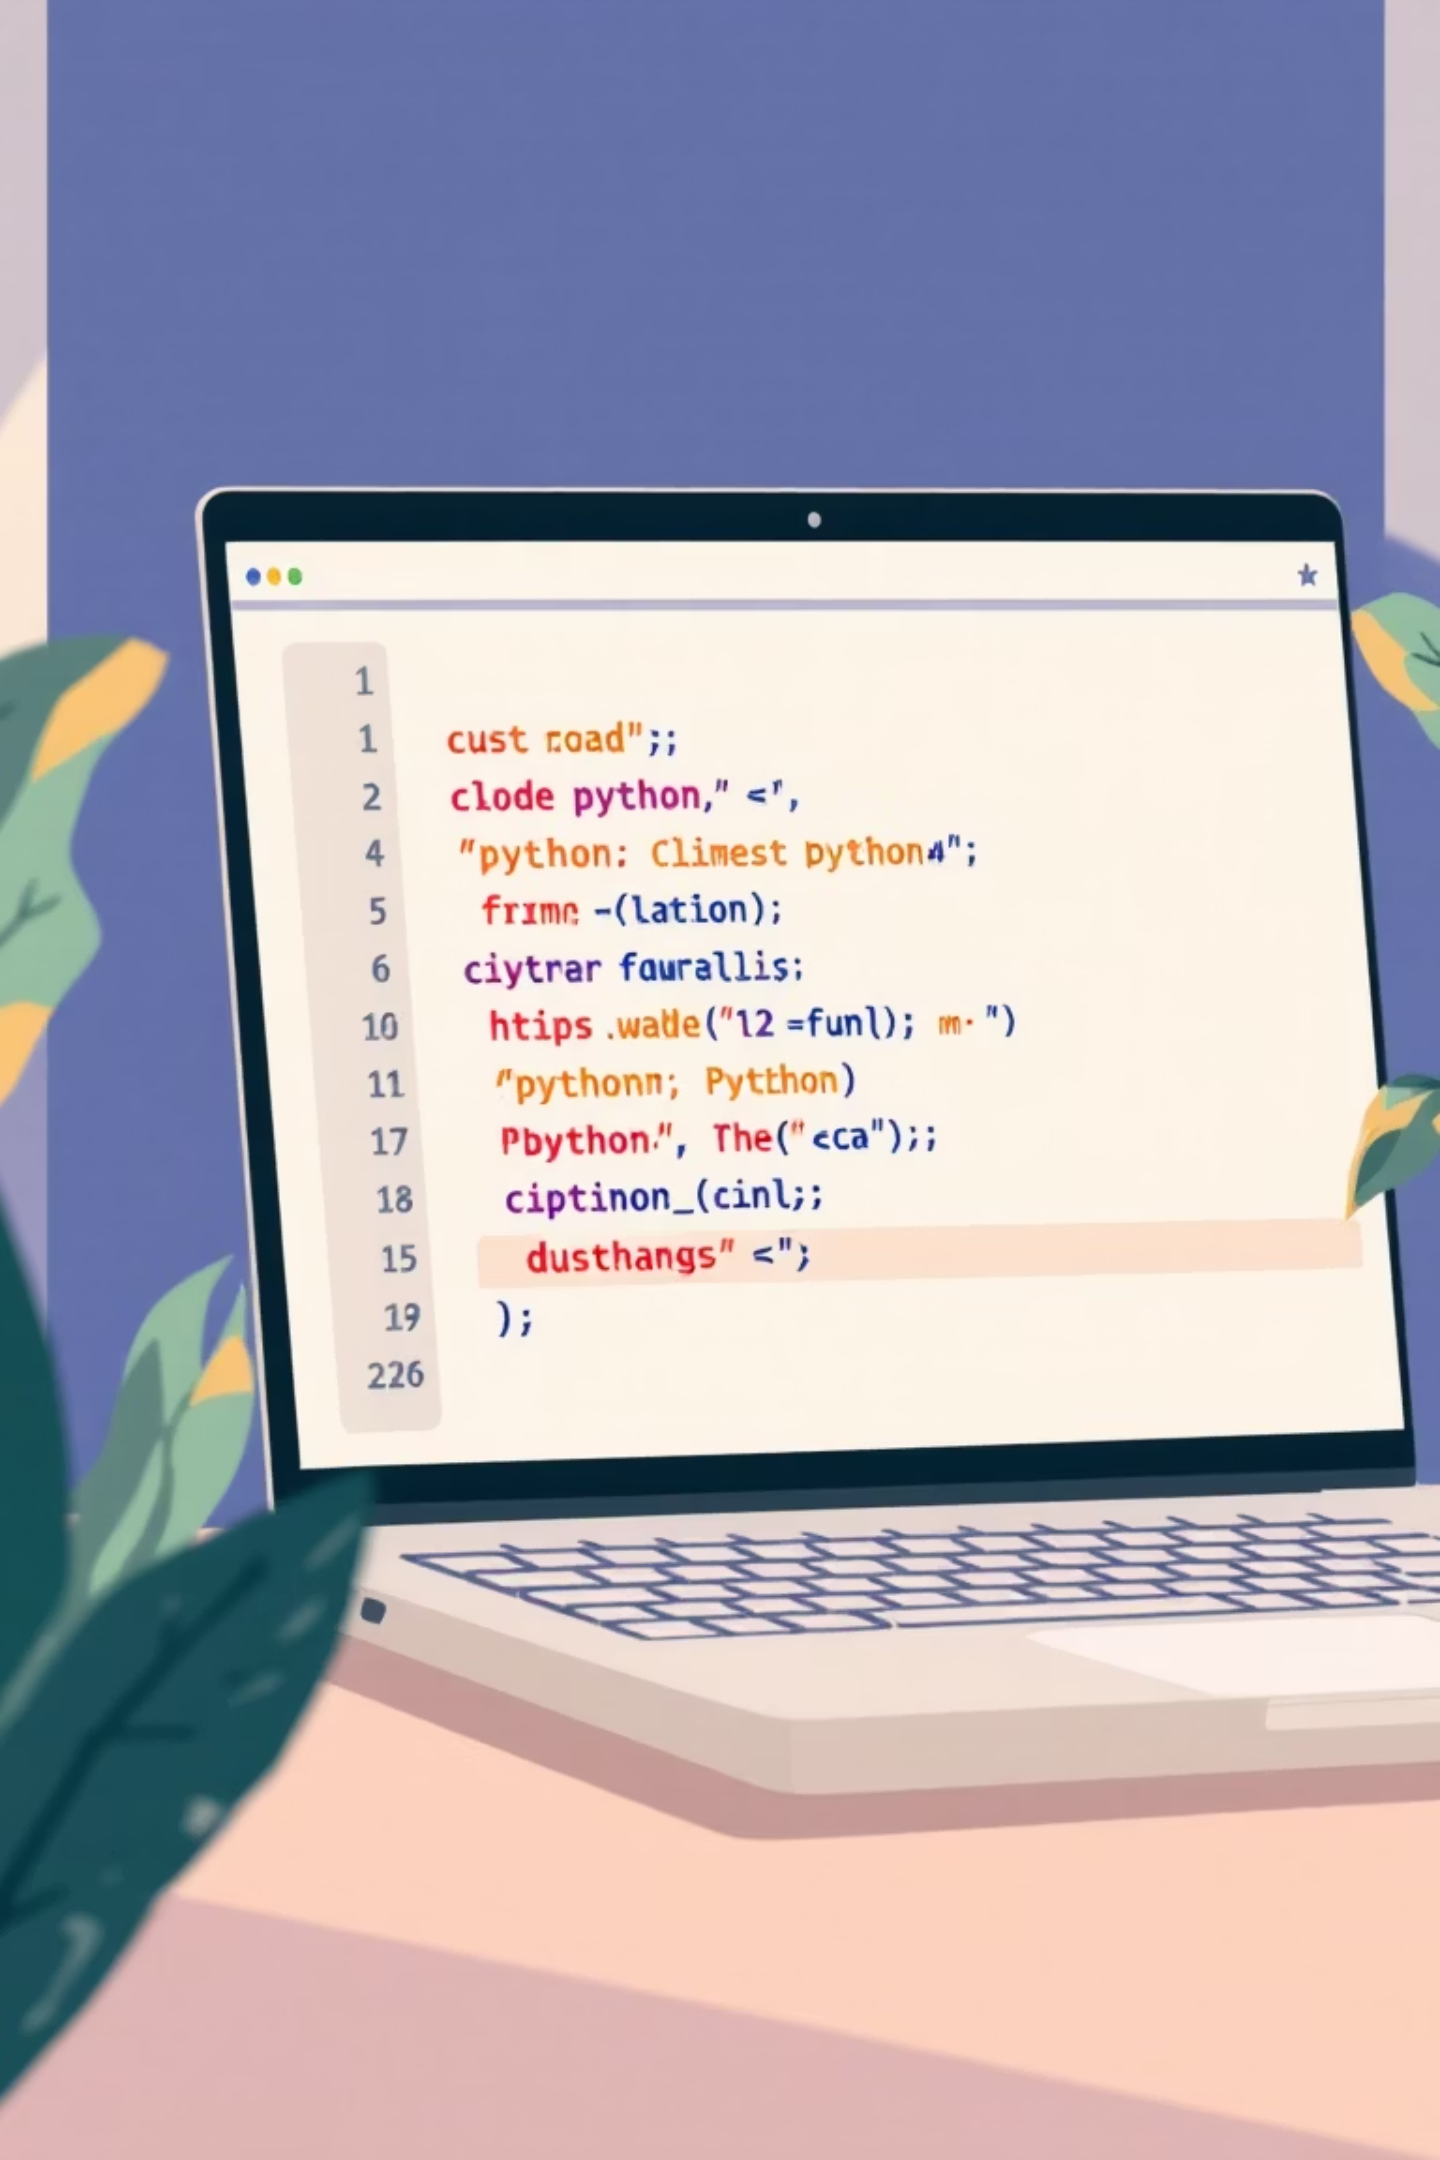 1
1 cust road";;
2 clode python," <",
4 "python: Climest python4";
5 frime -(lation);
6 ciytrar faurallis:
10 htips .watle("12 =funl); m. ")
11 "pythonn; Pytthon)
17 Pbython.", The("<ca");;
18 ciptinon_(cinl;;
15 dusthangs" <";
19 );
226